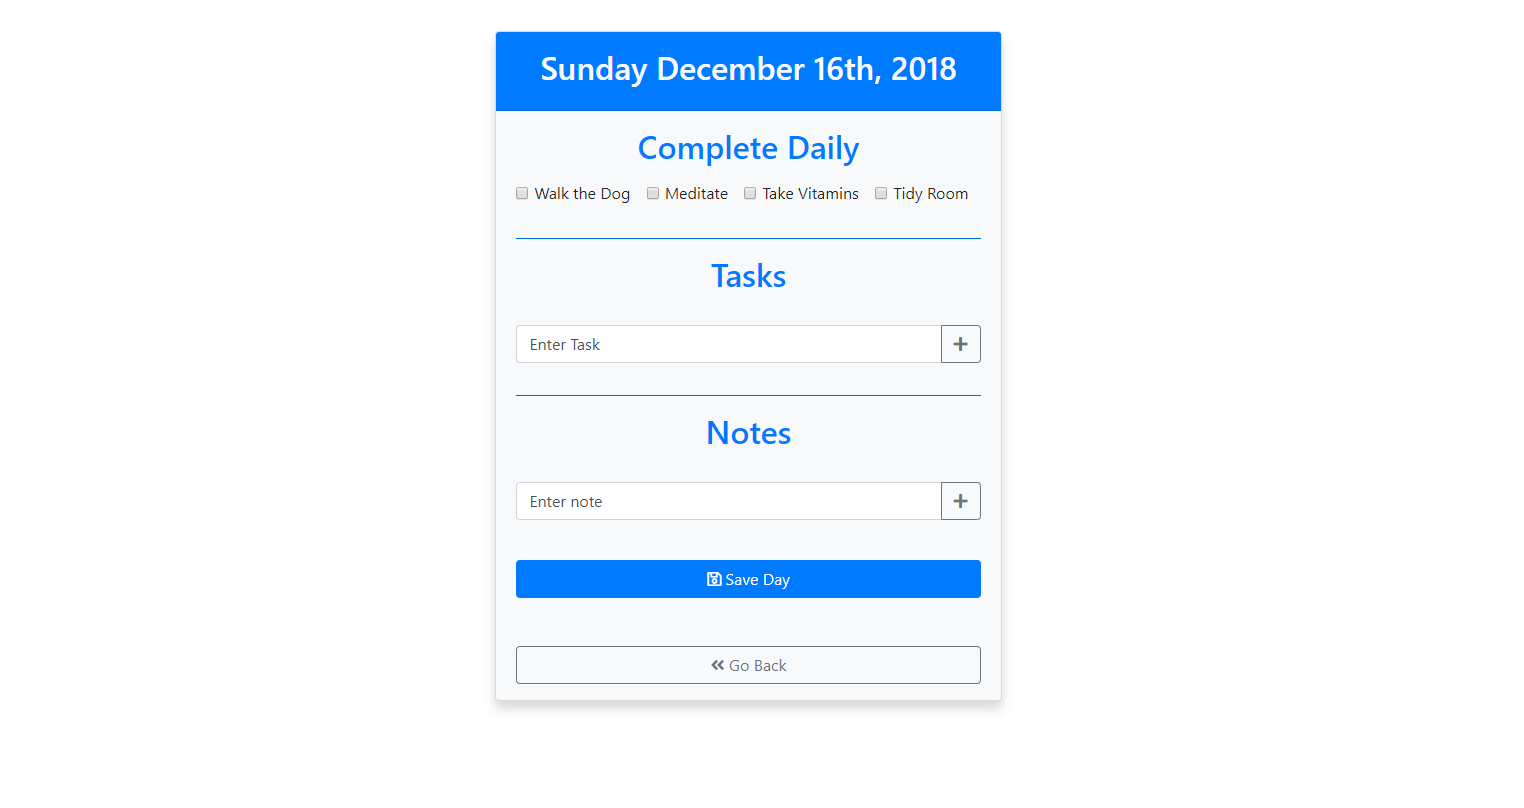 Sunday December 16th, 2018
Complete Daily
Walk the Dog Meditate Take Vitamins Tidy Room
Tasks
Enter Task
Notes
Enter note
Save Day
Go Back